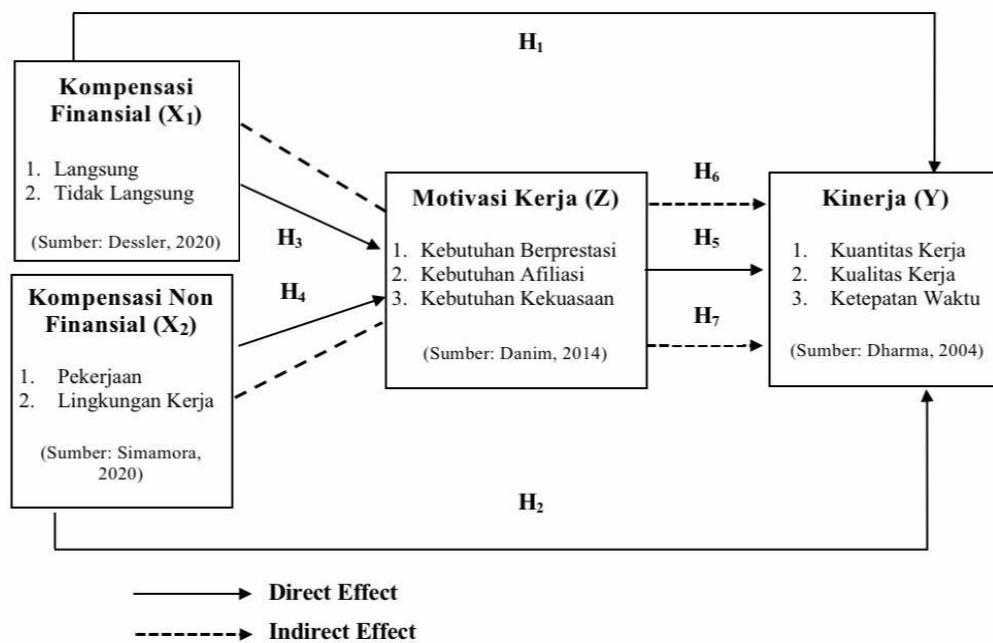 H₁
Kompensasi
Finansial (X₁)
1. Langsung
2. Tidak Langsung
(Sumber: Dessler, 2020)
H₃
H₄
Kompensasi Non
Finansial (X₂)
1. Pekerjaan
2. Lingkungan Kerja
(Sumber: Simamora,
2020)
Motivasi Kerja (Z)
1. Kebutuhan Berprestasi
2. Kebutuhan Afiliasi
3. Kebutuhan Kekuasaan
(Sumber: Danim, 2014)
H₆
H₅
H₇
Kinerja (Y)
1. Kuantitas Kerja
2. Kualitas Kerja
3. Ketepatan Waktu
(Sumber: Dharma, 2004)
H₂
Direct Effect
Indirect Effect